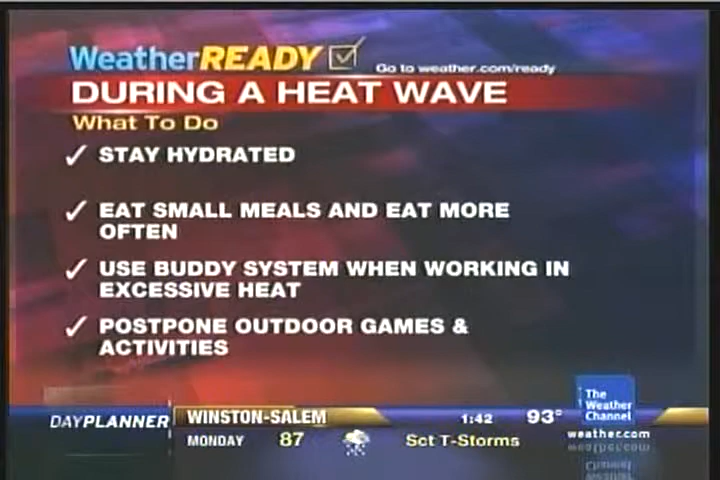 WeatherREADY Go to weather.com/ready
DURING A HEAT WAVE
What To Do
✓ STAY HYDRATED
✓ EAT SMALL MEALS AND EAT MORE
OFTEN
✓ USE BUDDY SYSTEM WHEN WORKING IN
EXCESSIVE HEAT
✓ POSTPONE OUTDOOR GAMES &
ACTIVITIES
The
Weather
Channel
weather.com
DAYPLANNER WINSTON-SALEM 1:42 93°
MONDAY 87 Sct T-Storms